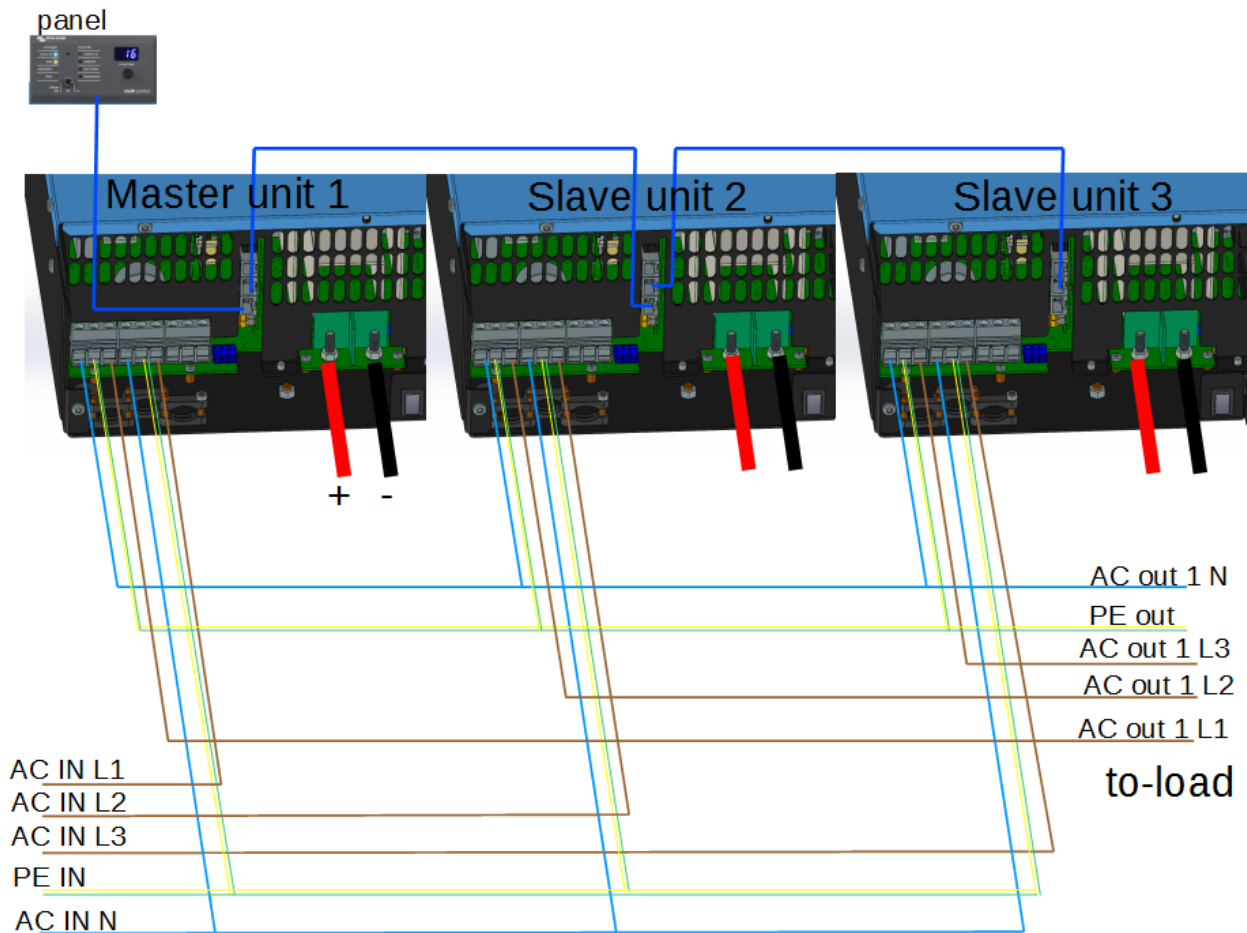 panel
16
Master unit 1
Slave unit 2
Slave unit 3
+ -
AC out 1 N
PE out
AC out 1 L3
AC out 1 L2
AC out 1 L1
to-load
AC IN L1
AC IN L2
AC IN L3
PE IN
AC IN N